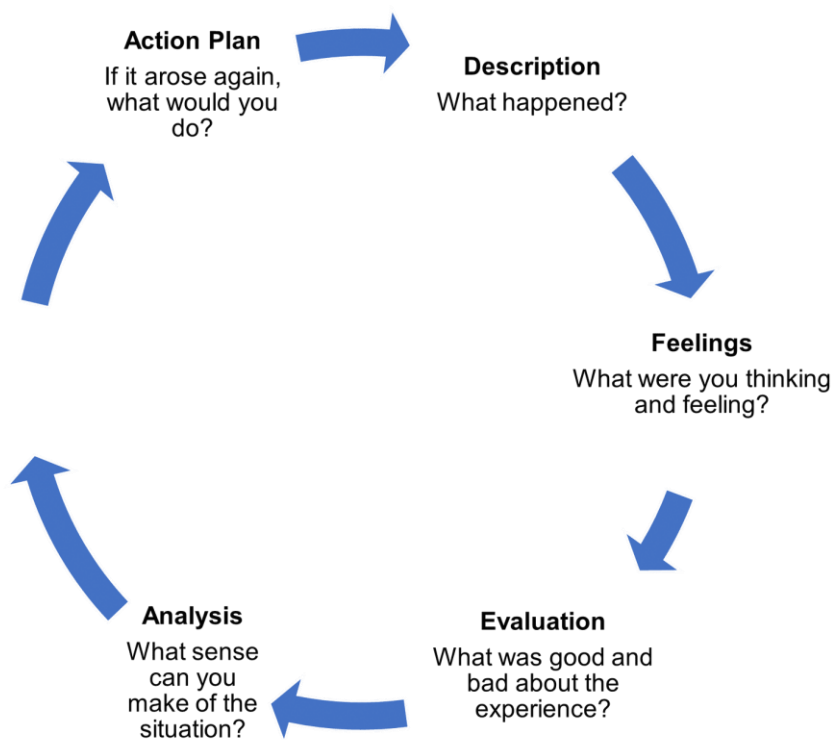 Action Plan
If it arose again,
what would you
do?
Description
What happened?
Feelings
What were you thinking
and feeling?
Evaluation
What was good and
bad about the
experience?
Analysis
What sense
can you
make of the
situation?